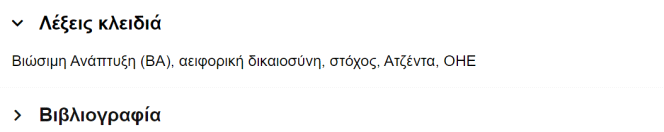 Λέξεις κλειδιά
Βιώσιμη Ανάπτυξη (ΒΑ), αειφορική δικαιοσύνη, στόχος, Ατζέντα, ΟΗΕ
Βιβλιογραφία